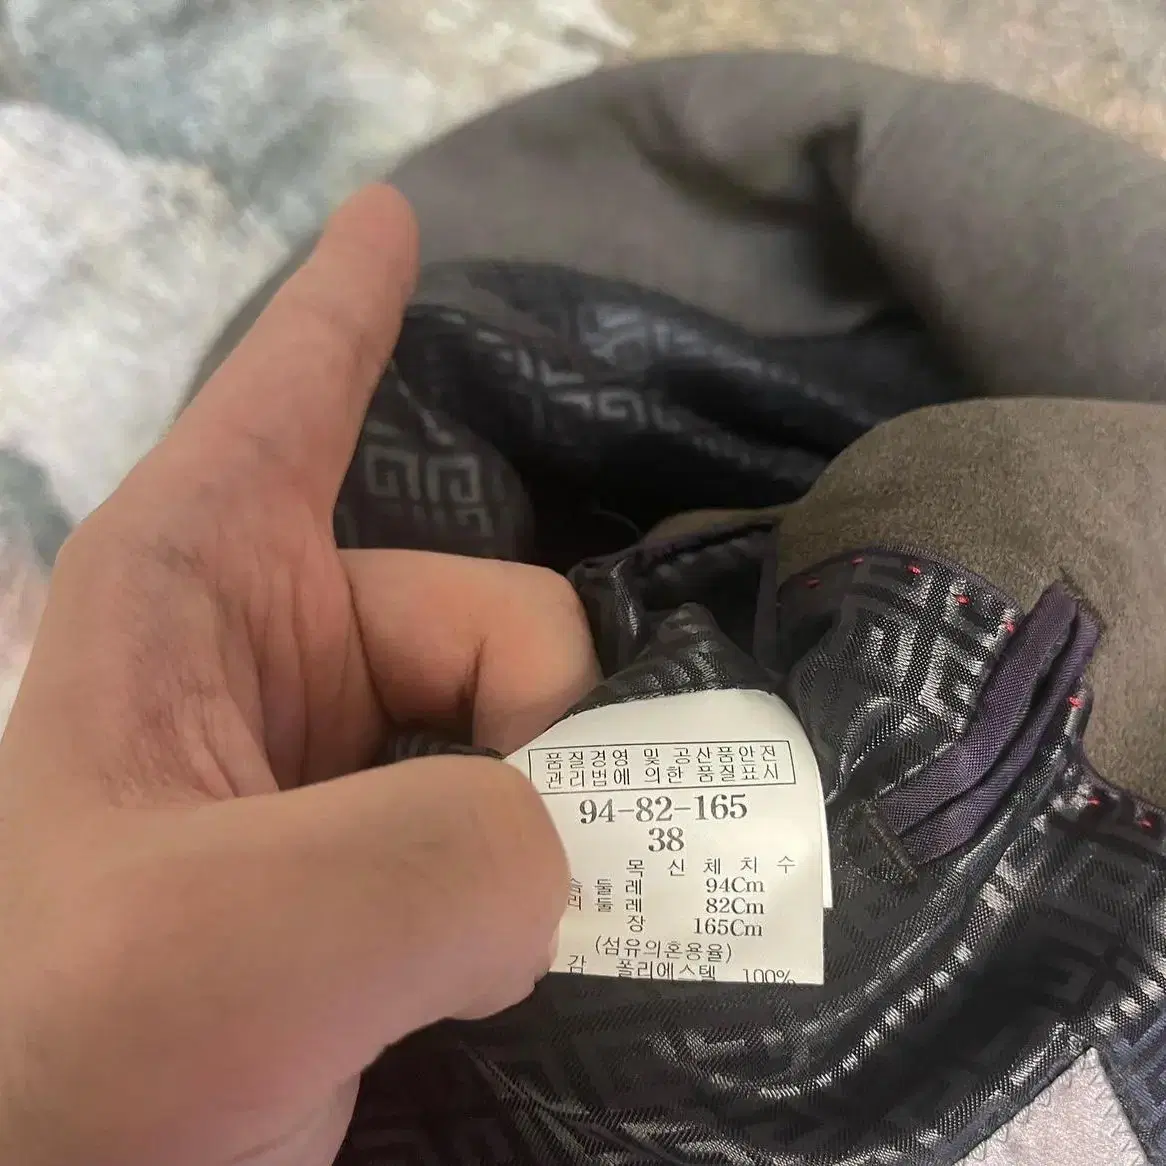 품질경영 및 공산품안전
관리법에 의한 품질표시
94-82-165
38
목 신체치수
둘레 94Cm
둘레 82Cm
장 165Cm
(섬유의혼용율)
감 폴리에스텔 100%